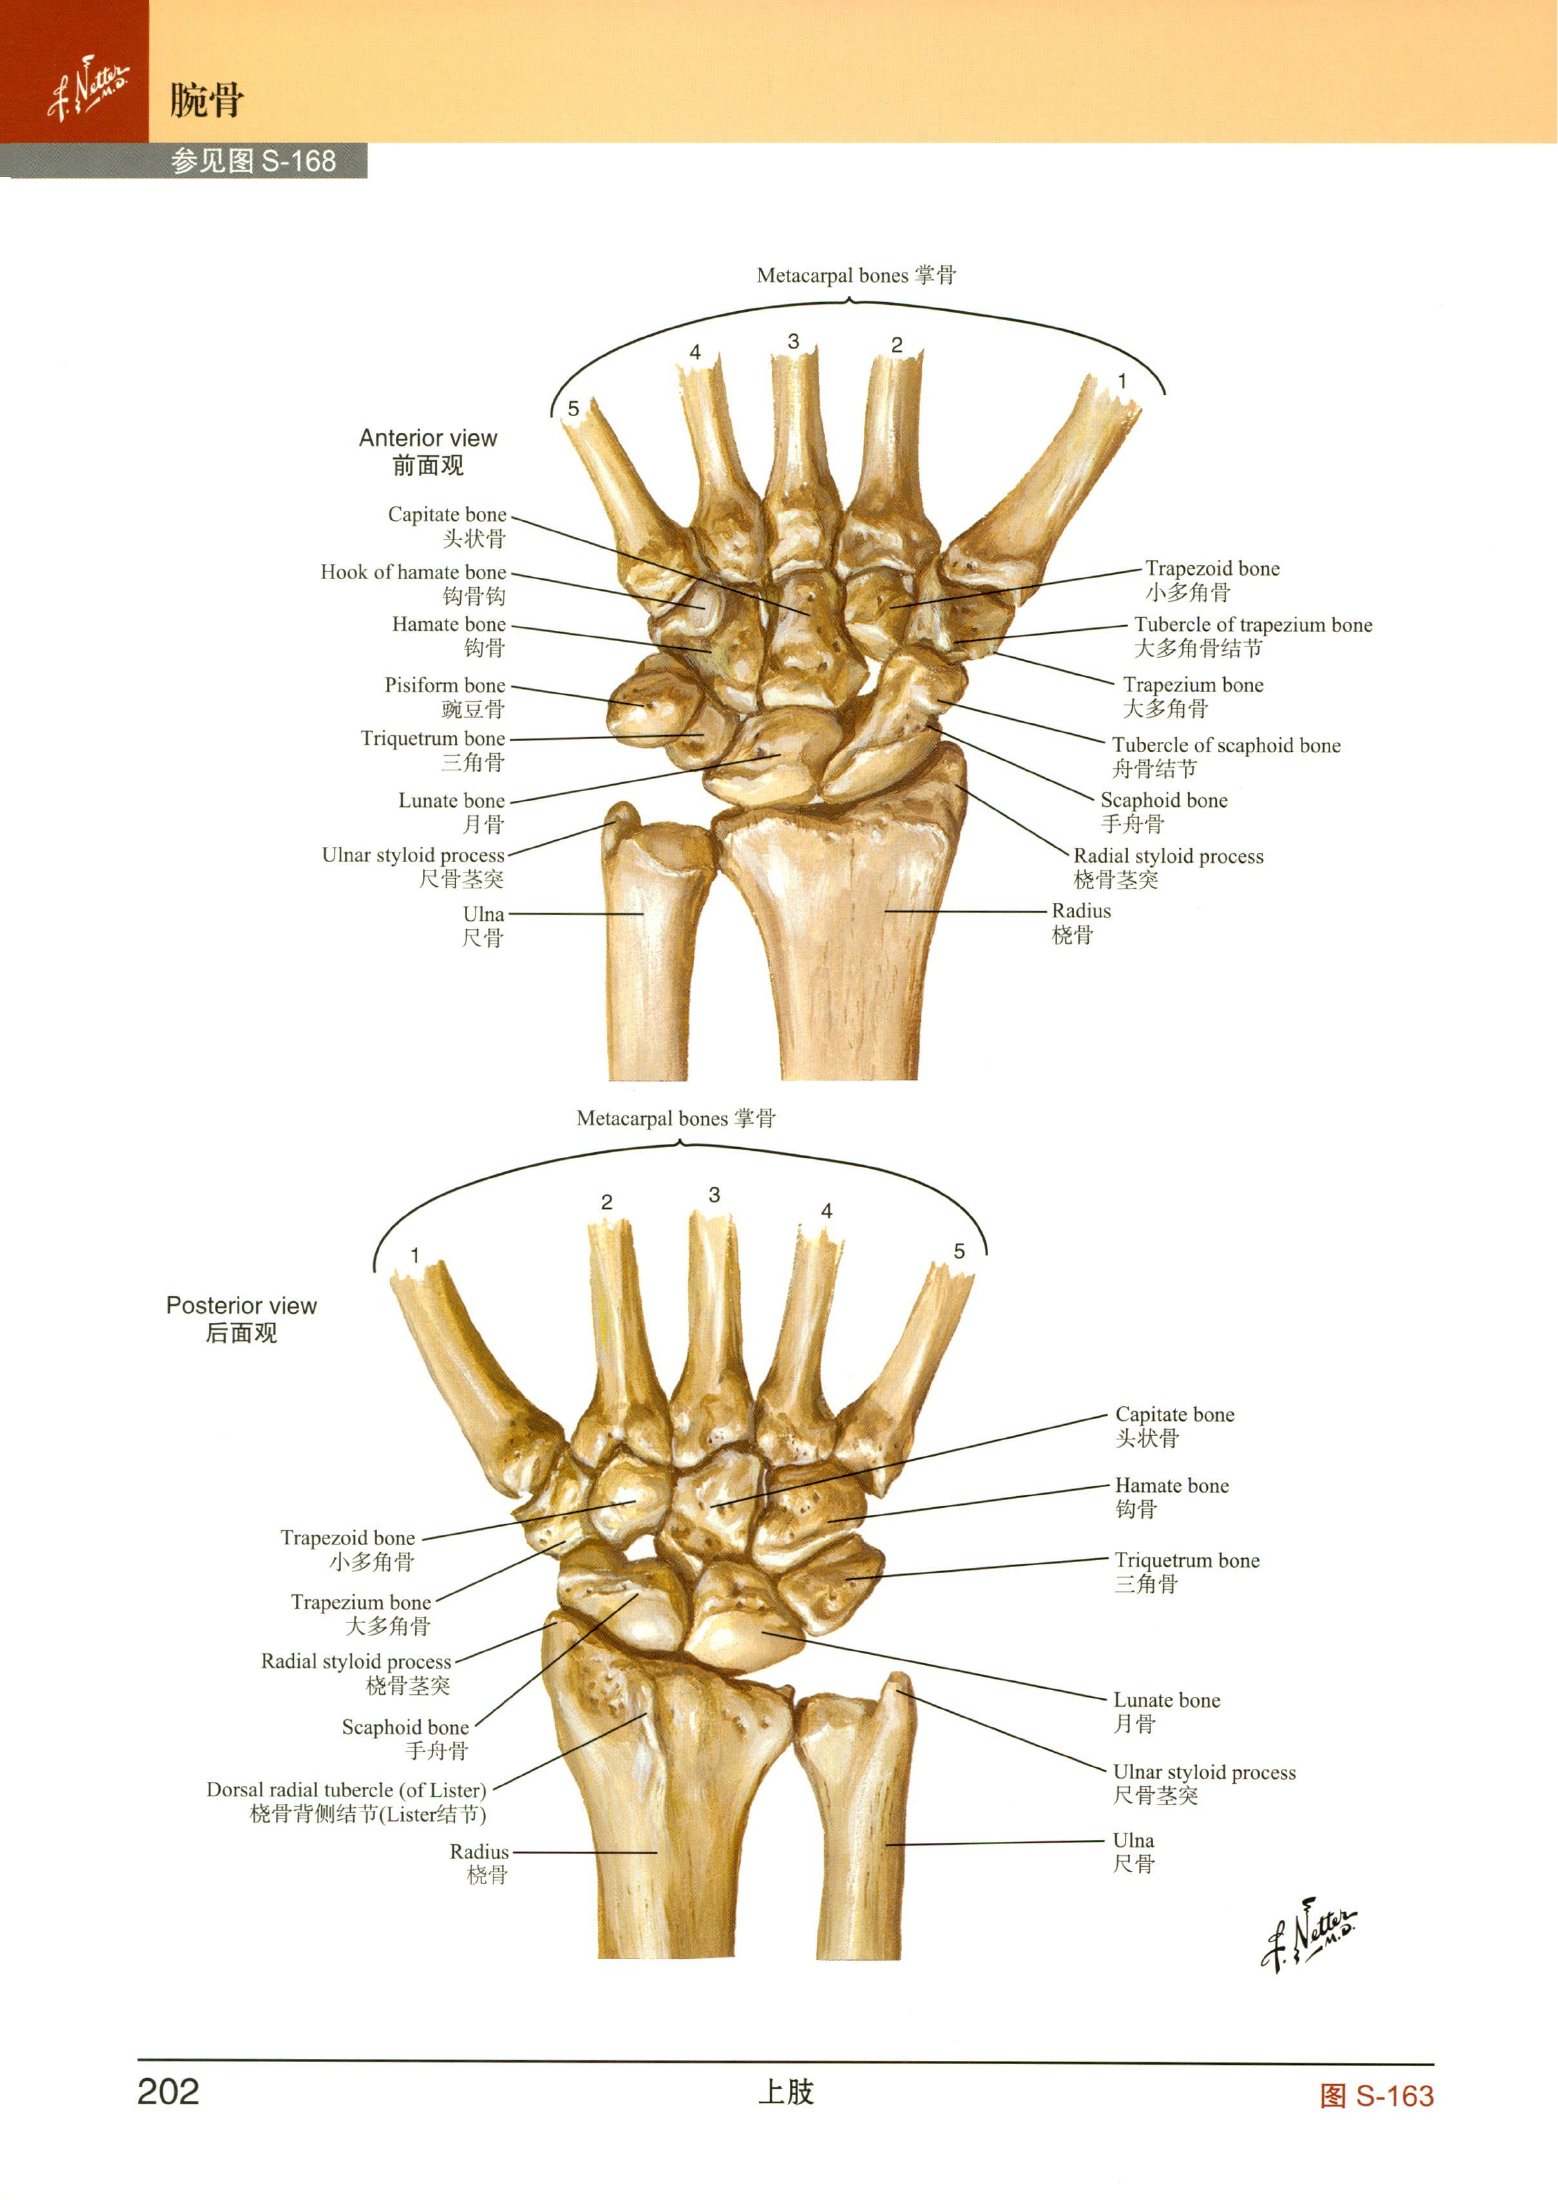 F. Netter M.D.
腕骨
参见图 S-168
Metacarpal bones 掌骨
5
4
3
2
1
Anterior view
前面观
Capitate bone
头状骨
Hook of hamate bone
钩骨钩
Hamate bone
钩骨
Pisiform bone
豌豆骨
Triquetrum bone
三角骨
Lunate bone
月骨
Ulnar styloid process
尺骨茎突
Ulna
尺骨
Trapezoid bone
小多角骨
Tubercle of trapezium bone
大多角骨结节
Trapezium bone
大多角骨
Tubercle of scaphoid bone
舟骨结节
Scaphoid bone
手舟骨
Radial styloid process
桡骨茎突
Radius
桡骨
Metacarpal bones 掌骨
1
2
3
4
5
Posterior view
后面观
Trapezoid bone
小多角骨
Trapezium bone
大多角骨
Radial styloid process
桡骨茎突
Scaphoid bone
手舟骨
Dorsal radial tubercle (of Lister)
桡骨背侧结节(Lister结节)
Radius
桡骨
Capitate bone
头状骨
Hamate bone
钩骨
Triquetrum bone
三角骨
Lunate bone
月骨
Ulnar styloid process
尺骨茎突
Ulna
尺骨
F. Netter M.D.
202
上肢
图 S-163